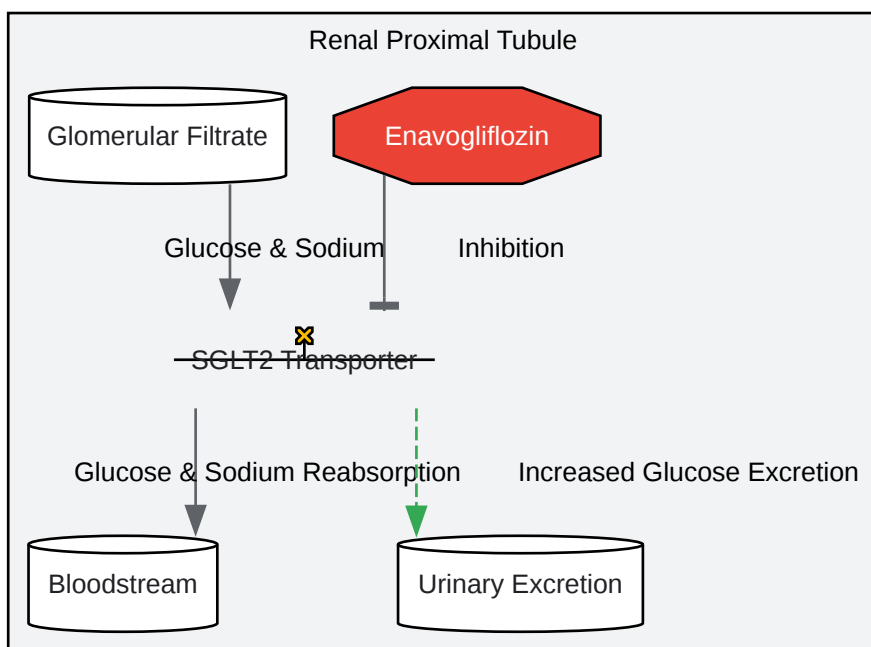 Renal Proximal Tubule
Glomerular Filtrate
Enavogliflozin
Glucose & Sodium
Inhibition
SGLT2 Transporter
Glucose & Sodium Reabsorption
Increased Glucose Excretion
Bloodstream
Urinary Excretion